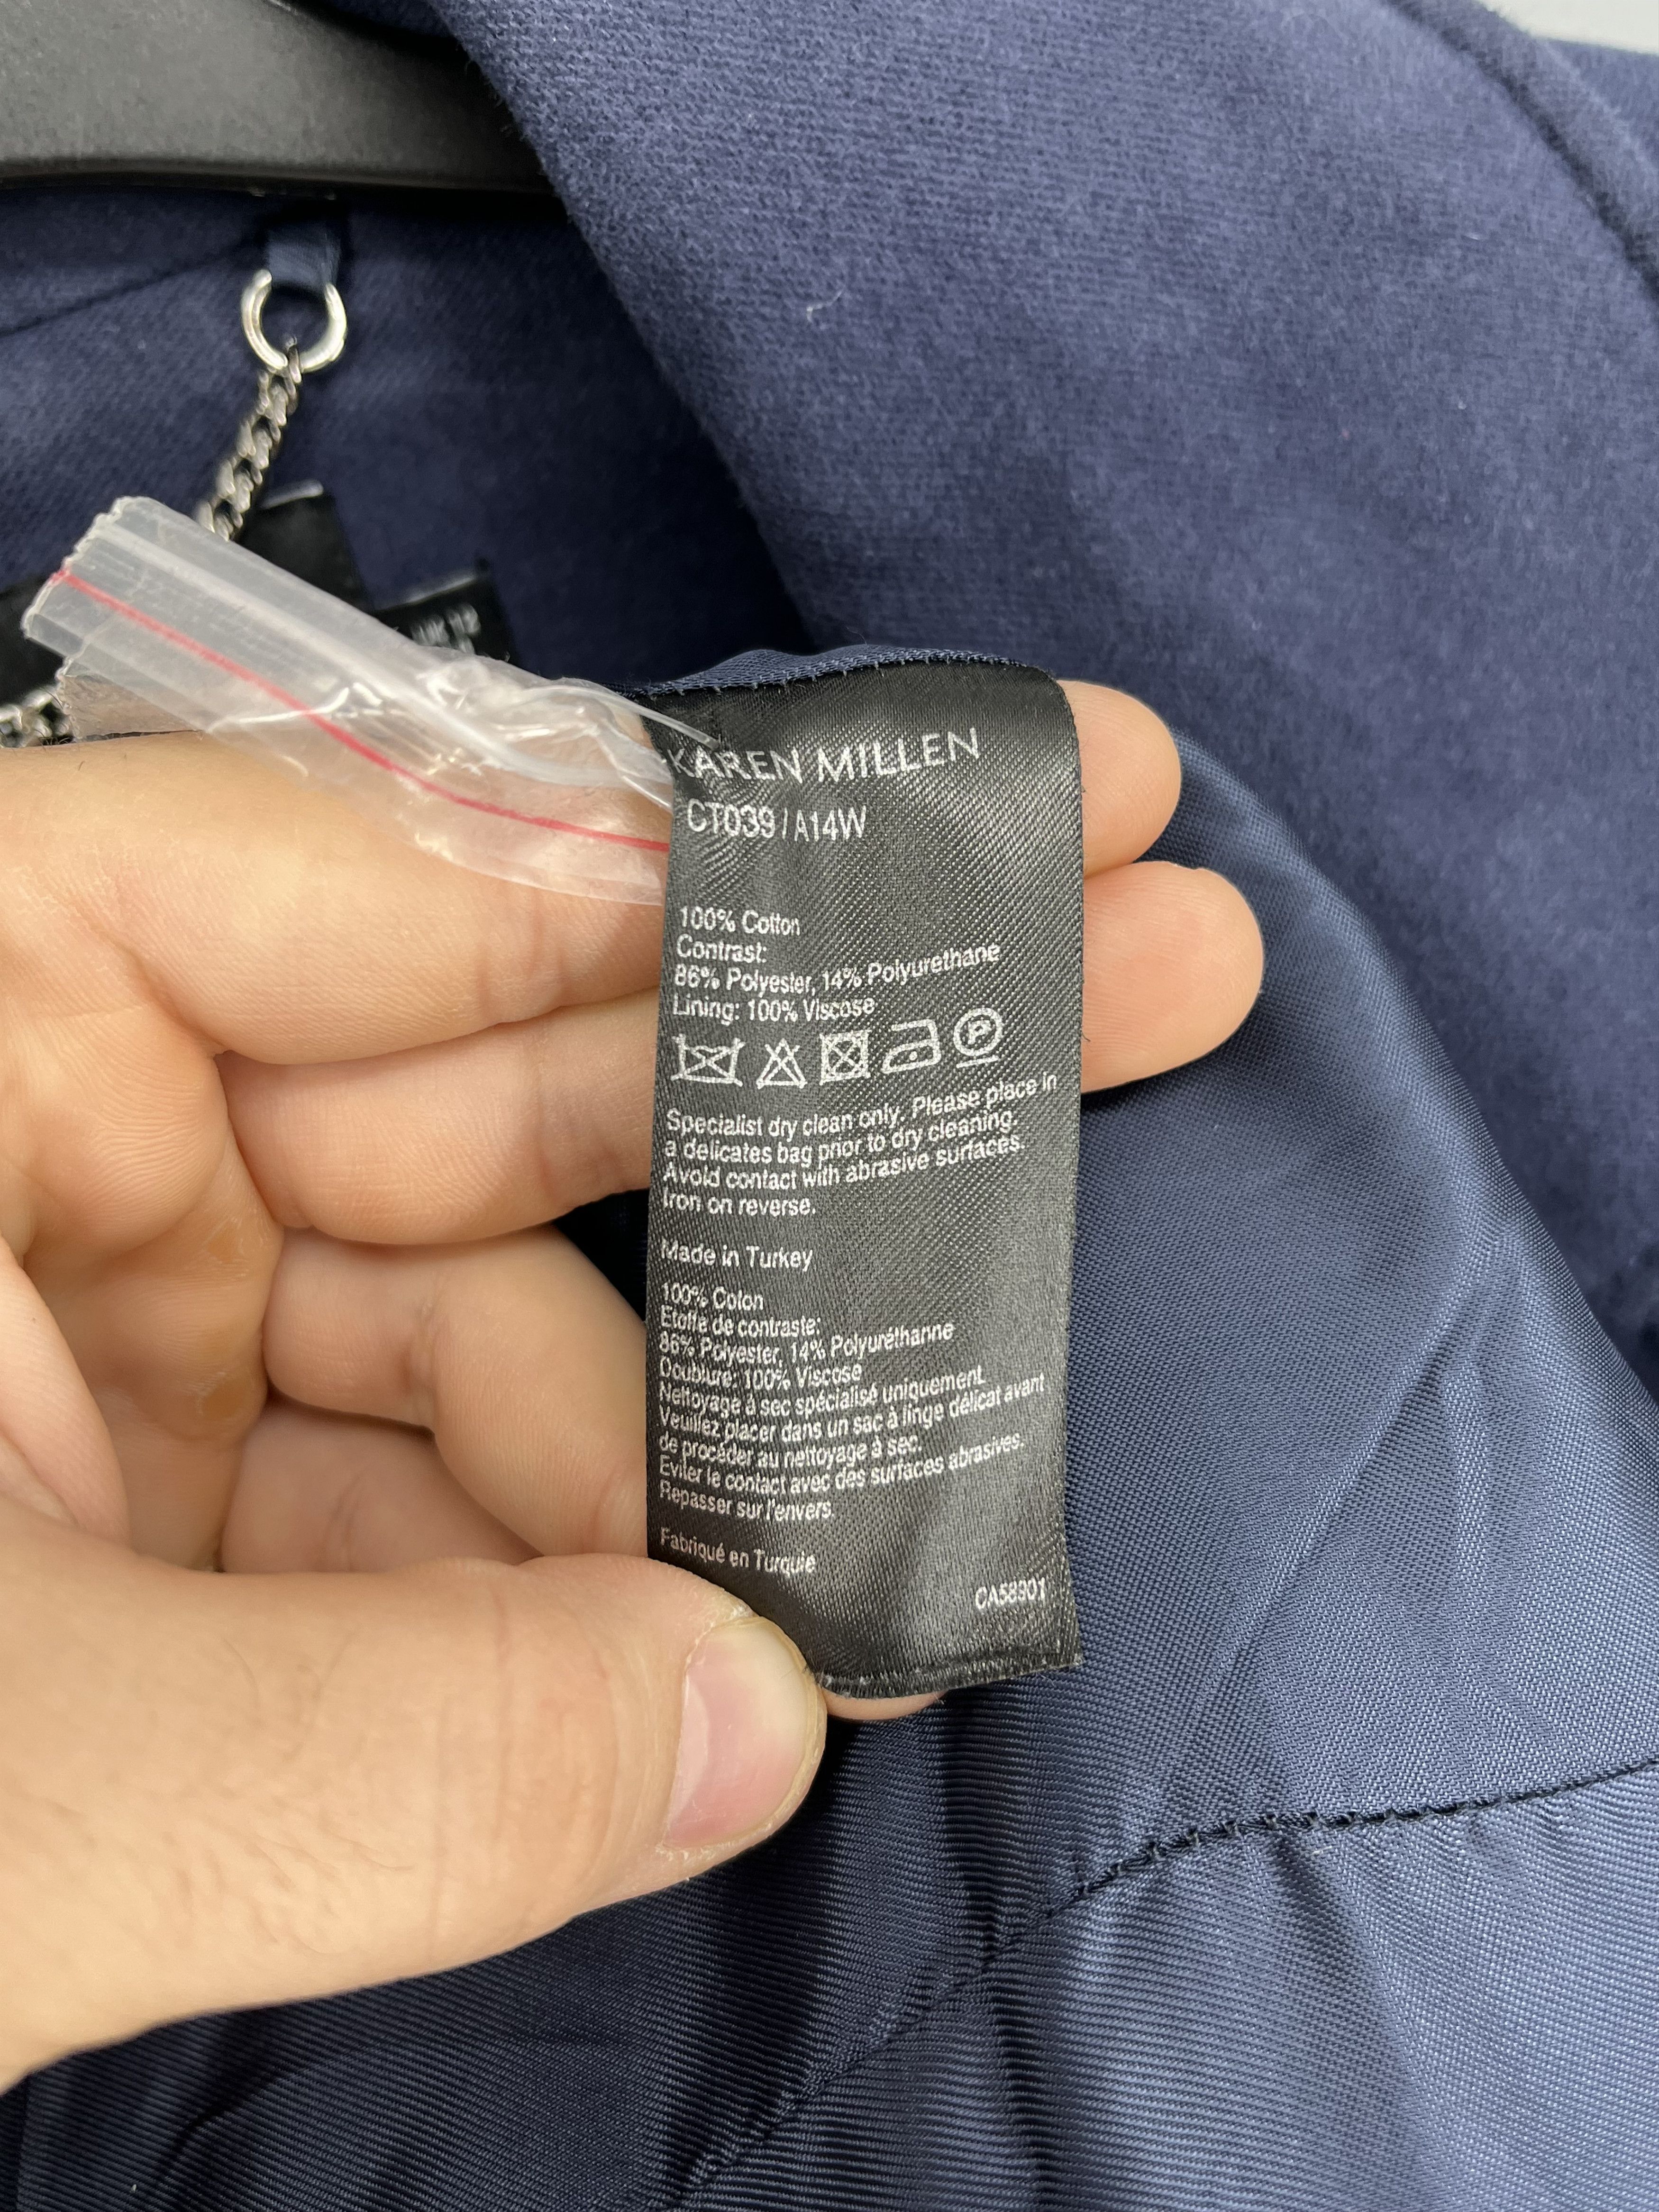 UK 12
KAREN MILLEN
CT039 / A14W
100% Cotton
Contrast:
86% Polyester, 14% Polyurethane
Lining: 100% Viscose
P
Specialist dry clean only. Please place in
a delicates bag prior to dry cleaning.
Avoid contact with abrasive surfaces.
Iron on reverse.
Made in Turkey
100% Coton
Etoffe de contraste:
86% Polyester, 14% Polyuréthanne
Doublure, 100% Viscose
Nettoyage à sec spécialisé uniquement
Veuillez placer dans un sac à linge délicat avant
de procéder au nettoyage à sec.
Eviler le contact avec des surfaces abrasives.
Repasser sur l'envers.
Fabriqué en Turquie
CA58901